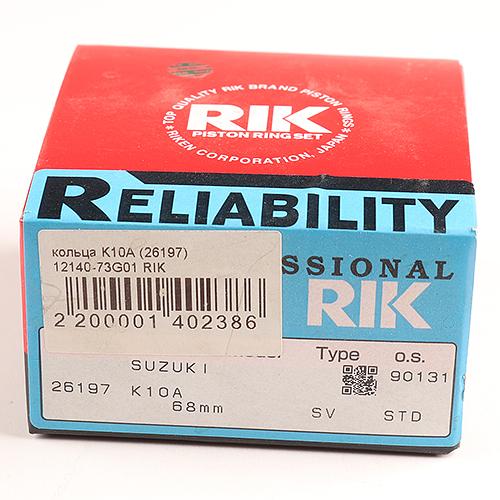 TOP QUALITY RIK BRAND PISTON RINGS
RIK
PISTON RING SET
RIKEN CORPORATION, JAPAN
RELIABILITY
кольца K10A (26197)
12140-73G01 RIK
2 200001 402386
SSIONAL
RIK
Type o.s.
SUZUKI
90131
26197 K10A
68mm SV STD